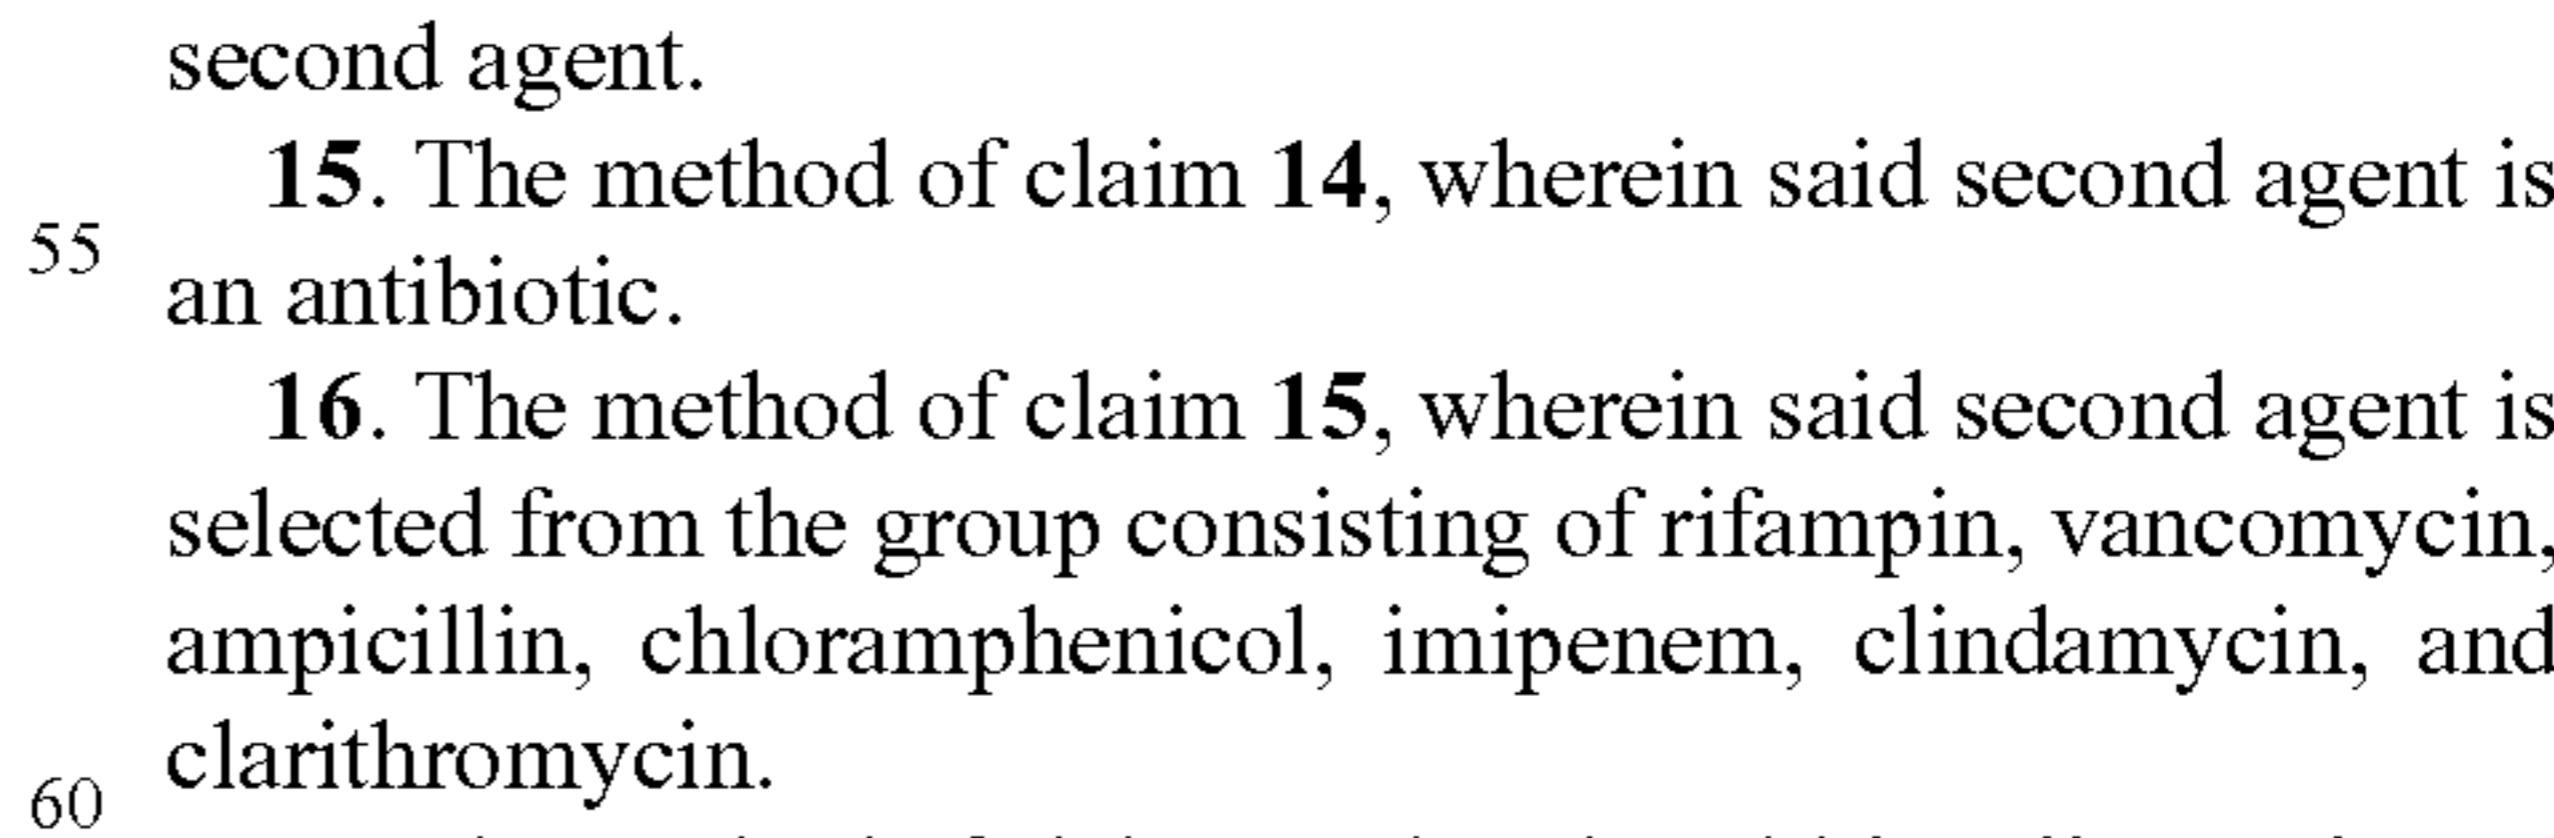 second agent.
15. The method of claim 14, wherein said second agent is
55
an antibiotic.
16. The method of claim 15, wherein said second agent is
selected from the group consisting of rifampin, vancomycin,
ampicillin, chloramphenicol, imipenem, clindamycin, and
clarithromycin.
60